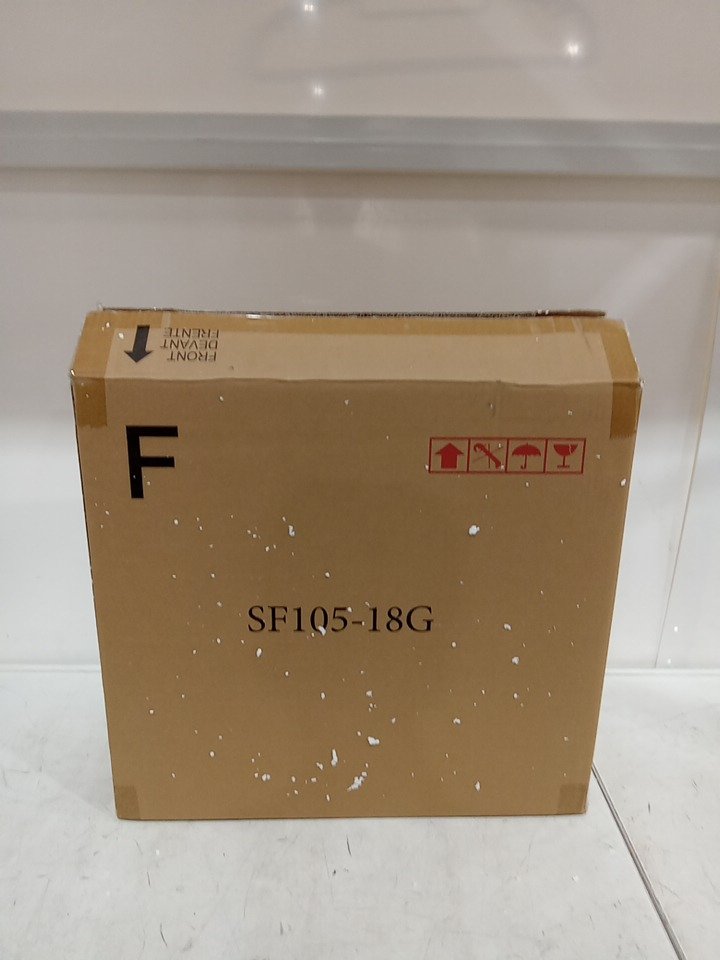 FRONT
DEVANT
FRENTE
F
SF105-18G